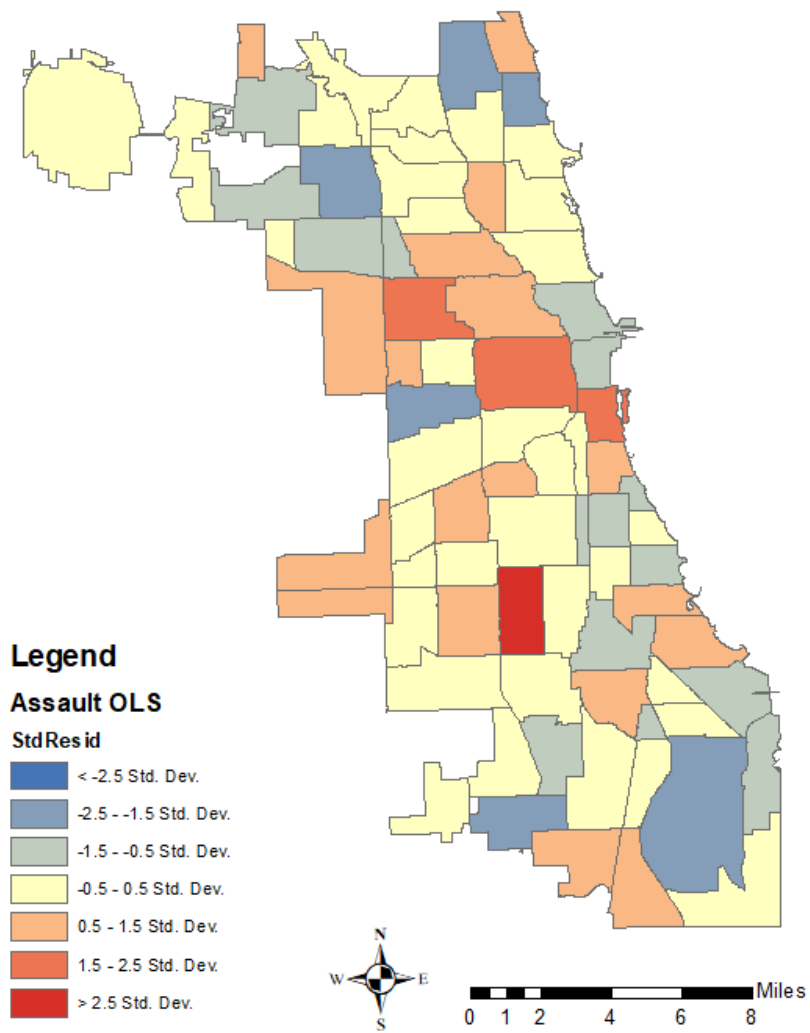 Legend
Assault OLS
StdResid
< -2.5 Std. Dev.
-2.5 - -1.5 Std. Dev.
-1.5 - -0.5 Std. Dev.
-0.5 - 0.5 Std. Dev.
0.5 - 1.5 Std. Dev.
1.5 - 2.5 Std. Dev.
> 2.5 Std. Dev.
N
W E
S
Miles
0 1 2 4 6 8